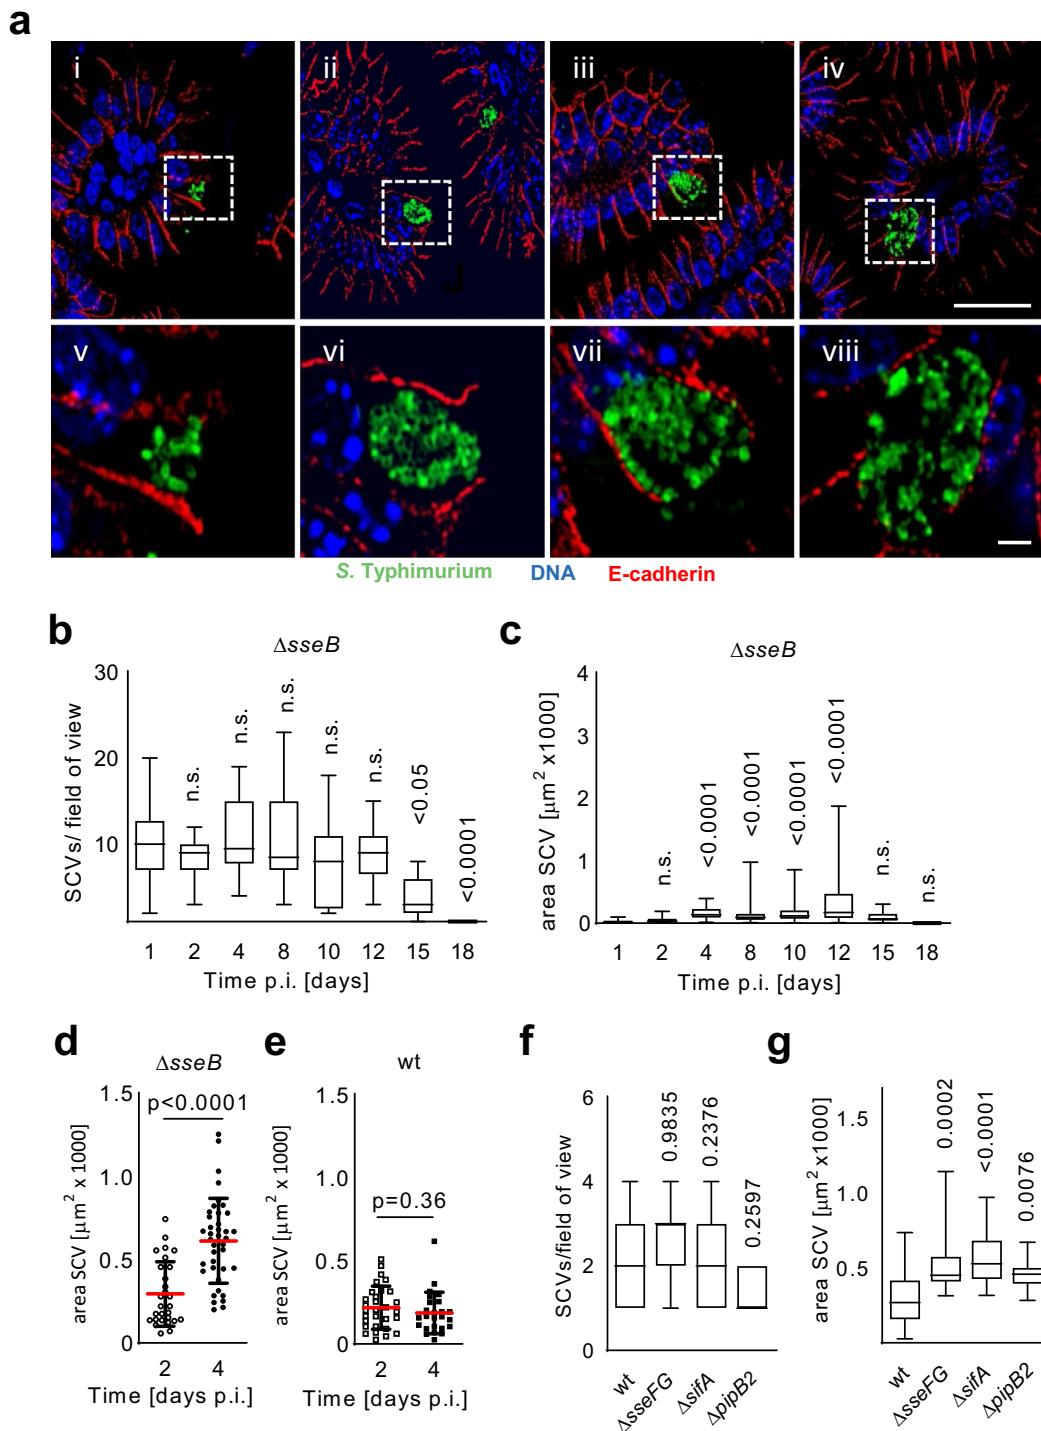 a
i ii iii iv
J
v vi vii viii
S. Typhimurium DNA E-cadherin
b
ΔsseB
SCVs/ field of view
30
20
10
n.s. n.s. n.s. n.s. n.s. <0.05 <0.0001
1 2 4 8 10 12 15 18
Time p.i. [days]
c
ΔsseB
area SCV [µm² x1000]
4
3
2
1
0
n.s. <0.0001 <0.0001 <0.0001 <0.0001 n.s. n.s.
1 2 4 8 10 12 15 18
Time p.i. [days]
d
ΔsseB
area SCV [µm² x 1000]
1.5
1.0
0.5
0
p<0.0001
2 4
Time [days p.i.]
e
wt
area SCV [µm² x 1000]
1.5
1.0
0.5
0
p=0.36
2 4
Time [days p.i.]
f
SCVs/field of view
6
4
2
0
0.9835 0.2376 0.2597
wt ΔsseFG ΔsifA ΔpipB2
g
area SCV [µm² x1000]
1.5
1.0
0.5
0.0002 <0.0001 0.0076
wt ΔsseFG ΔsifA ΔpipB2